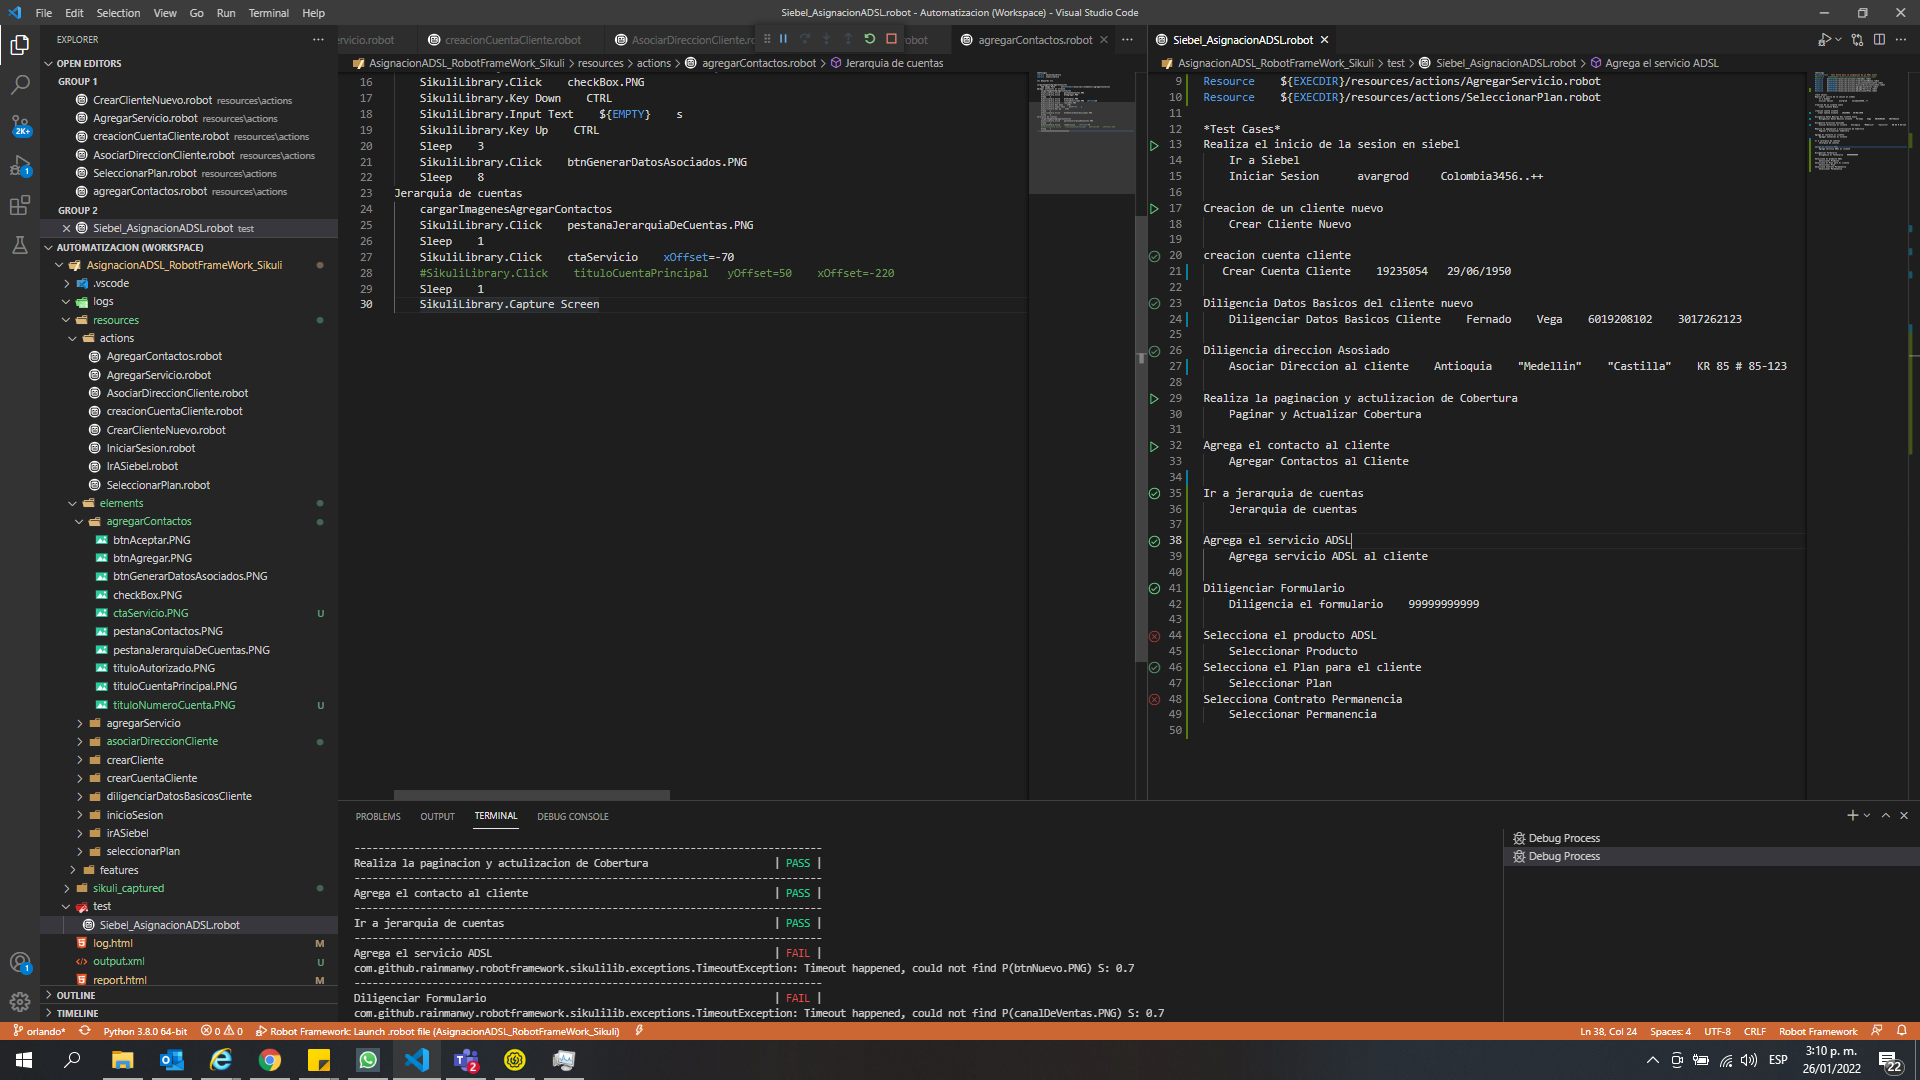 File Edit Selection View Go Run Terminal Help
Siebel_AsignacionADSL.robot - Automatizacion (Workspace) - Visual Studio Code
EXPLORER
OPEN EDITORS
GROUP 1
CrearClienteNuevo.robot resources\actions
AgregarServicio.robot resources\actions
creacionCuentaCliente.robot resources\actions
AsociarDireccionCliente.robot resources\actions
SeleccionarPlan.robot resources\actions
agregarContactos.robot resources\actions
GROUP 2
Siebel_AsignacionADSL.robot test
AUTOMATIZACION (WORKSPACE)
AsignacionADSL_RobotFrameWork_Sikuli
.vscode
logs
resources
actions
AgregarContactos.robot
AgregarServicio.robot
AsociarDireccionCliente.robot
creacionCuentaCliente.robot
CrearClienteNuevo.robot
IniciarSesion.robot
IrASiebel.robot
SeleccionarPlan.robot
elements
agregarContactos
btnAceptar.PNG
btnAgregar.PNG
btnGenerarDatosAsociados.PNG
checkBox.PNG
ctaServicio.PNG U
pestanaContactos.PNG
pestanaJerarquiaDeCuentas.PNG
tituloAutorizado.PNG
tituloCuentaPrincipal.PNG
tituloNumeroCuenta.PNG U
agregarServicio
asociarDireccionCliente
crearCliente
crearCuentaCliente
diligenciarDatosBasicosCliente
inicioSesion
irASiebel
seleccionarPlan
features
sikuli_captured
test
Siebel_AsignacionADSL.robot
log.html M
output.xml U
report.html M
OUTLINE
TIMELINE
2K+
1
1
ervicio.robot creacionCuentaCliente.robot AsociarDireccionCliente.rc obot agregarContactos.robot
AsignacionADSL_RobotFrameWork_Sikuli > resources > actions > agregarContactos.robot > Jerarquia de cuentas
16 SikuliLibrary.Click checkBox.PNG
17 SikuliLibrary.Key Down CTRL
18 SikuliLibrary.Input Text ${EMPTY} s
19 SikuliLibrary.Key Up CTRL
20 Sleep 3
21 SikuliLibrary.Click btnGenerarDatosAsociados.PNG
22 Sleep 8
23 Jerarquia de cuentas
24 cargarImagenesAgregarContactos
25 SikuliLibrary.Click pestanaJerarquiaDeCuentas.PNG
26 Sleep 1
27 SikuliLibrary.Click ctaServicio xOffset=-70
28 #SikuliLibrary.Click tituloCuentaPrincipal yOffset=50 xOffset=-220
29 Sleep 1
30 SikuliLibrary.Capture Screen
Siebel_AsignacionADSL.robot
AsignacionADSL_RobotFrameWork_Sikuli > test > Siebel_AsignacionADSL.robot > Agrega el servicio ADSL
9 Resource ${EXECDIR}/resources/actions/AgregarServicio.robot
10 Resource ${EXECDIR}/resources/actions/SeleccionarPlan.robot
11
12 *Test Cases*
13 Realiza el inicio de la sesion en siebel
14 Ir a Siebel
15 Iniciar Sesion avargrod Colombia3456..++
16
17 Creacion de un cliente nuevo
18 Crear Cliente Nuevo
19
20 creacion cuenta cliente
21 Crear Cuenta Cliente 19235054 29/06/1950
22
23 Diligencia Datos Basicos del cliente nuevo
24 Diligenciar Datos Basicos Cliente Fernado Vega 6019208102 3017262123
25
26 Diligencia direccion Asosiado
27 Asociar Direccion al cliente Antioquia "Medellin" "Castilla" KR 85 # 85-123
28
29 Realiza la paginacion y actulizacion de Cobertura
30 Paginar y Actualizar Cobertura
31
32 Agrega el contacto al cliente
33 Agregar Contactos al Cliente
34
35 Ir a jerarquia de cuentas
36 Jerarquia de cuentas
37
38 Agrega el servicio ADSL
39 Agrega servicio ADSL al cliente
40
41 Diligenciar Formulario
42 Diligencia el formulario 99999999999
43
44 Selecciona el producto ADSL
45 Seleccionar Producto
46 Selecciona el Plan para el cliente
47 Seleccionar Plan
48 Selecciona Contrato Permanencia
49 Seleccionar Permanencia
50
PROBLEMS OUTPUT TERMINAL DEBUG CONSOLE
Realiza la paginacion y actulizacion de Cobertura | PASS |
Agrega el contacto al cliente | PASS |
Ir a jerarquia de cuentas | PASS |
Agrega el servicio ADSL | FAIL |
com.github.rainmanwy.robotframework.sikulilib.exceptions.TimeoutException: Timeout happened, could not find P(btnNuevo.PNG) S: 0.7
Diligenciar Formulario | FAIL |
com.github.rainmanwy.robotframework.sikulilib.exceptions.TimeoutException: Timeout happened, could not find P(canalDeVentas.PNG) S: 0.7
Debug Process
Debug Process
orlando* Python 3.8.0 64-bit 0 0 Robot Framework: Launch .robot file (AsignacionADSL_RobotFrameWork_Sikuli) Ln 38, Col 24 Spaces: 4 UTF-8 CRLF Robot Framework
2 ESP 3:10 p. m. 22
26/01/2022